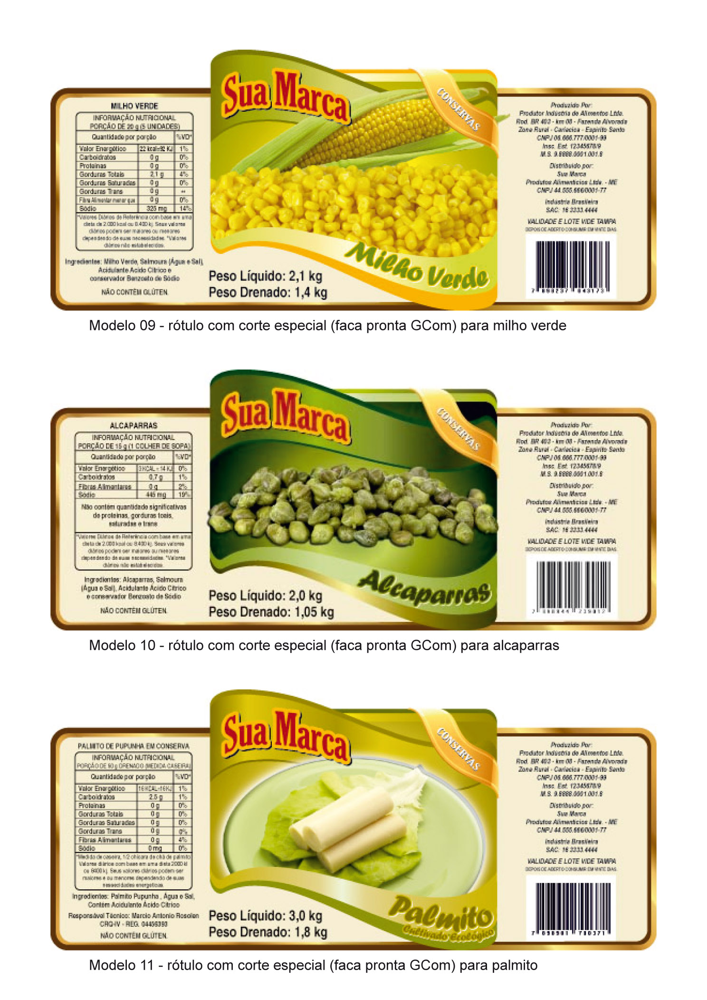 Sua Marca
CONSERVAS
MILHO VERDE
INFORMAÇÃO NUTRICIONAL
PORÇÃO DE 20 g (5 UNIDADES)
Quantidade por porção %VD*
Valor Energético 22 kcal=92 KJ 1%
Carboidratos 0 g 0%
Proteinas 0 g 0%
Gorduras Totais 2,1 g 4%
Gorduras Saturadas 0 g 0%
Gorduras Trans 0 g **
Fibra Alimentar menor que 0 g 0%
Sódio 325 mg 14%
*Valores Diários de Referência com base em uma
dieta de 2.000 kcal ou 8.400 kj. Seus valores
diários podem ser maiores ou menores
dependendo de suas necessidades. *Valores
diários não estabelecidos.
Ingredientes: Milho Verde, Salmoura (Água e Sal),
Acidulante Acido Cítrico e
conservador Benzoato de Sódio
NÃO CONTÉM GLÚTEN.
Peso Líquido: 2,1 kg
Peso Drenado: 1,4 kg
Milho Verde
Produzido Por:
Produtor Indústria de Alimentos Ltda.
Rod. BR 402 - km 08 - Fazenda Alvorada
Zona Rural - Cariacica - Espírito Santo
CNPJ 06.666.777/0001-99
Insc. Est. 12345678/9
M.S. 9.8888.0001.001.8
Distribuído por:
Sua Marca
Produtos Alimentícios Ltda. - ME
CNPJ 44.555.666/0001-77
Indústria Brasileira
SAC: 16 3333.4444
VALIDADE E LOTE VIDE TAMPA
DEPOIS DE ABERTO CONSUMIR EM VINTE DIAS.
7 898237 843173
Modelo 09 - rótulo com corte especial (faca pronta GCom) para milho verde
Sua Marca
CONSERVAS
ALCAPARRAS
INFORMAÇÃO NUTRICIONAL
PORÇÃO DE 15 g (1 COLHER DE SOPA)
Quantidade por porção %VD*
Valor Energético 3 KCAL = 14 KJ 0%
Carboidratos 0,7 g 1%
Fibras Alimentares 0 g 2%
Sódio 445 mg 19%
Não contém quantidade significativas
de proteínas, gorduras toais,
saturadas e trans
*Valores Diários de Referência com base em uma
dieta de 2.000 kcal ou 8.400 kj. Seus valores
diários podem ser maiores ou menores
dependendo de suas necessidades. *Valores
diários não estabelecidos.
Ingredientes: Alcaparras, Salmoura
(Água e Sal), Acidulante Ácido Cítrico
e conservador Benzoato de Sódio
NÃO CONTÉM GLÚTEN.
Peso Líquido: 2,0 kg
Peso Drenado: 1,05 kg
Alcaparras
Produzido Por:
Produtor Indústria de Alimentos Ltda.
Rod. BR 402 - km 08 - Fazenda Alvorada
Zona Rural - Cariacica - Espírito Santo
CNPJ 06.666.777/0001-99
Insc. Est. 12345678/9
M.S. 9.8888.0001.001.8
Distribuído por:
Sua Marca
Produtos Alimentícios Ltda. - ME
CNPJ 44.555.666/0001-77
Indústria Brasileira
SAC: 16 3333.4444
VALIDADE E LOTE VIDE TAMPA
DEPOIS DE ABERTO CONSUMIR EM VINTE DIAS.
Modelo 10 - rótulo com corte especial (faca pronta GCom) para alcaparras
Sua Marca
CONSERVAS
PALMITO DE PUPUNHA EM CONSERVA
INFORMAÇÃO NUTRICIONAL
PORÇÃO DE 50 g DRENADO (MEDIDA CASEIRA)
Quantidade por porção %VD*
Valor Energético 16 KCAL=16KJ 1%
Carboidratos 2.5 g 1%
Proteinas 0 g 0%
Gorduras Totais 0 g 0%
Gorduras Saturadas 0 g 0%
Gorduras Trans 0 g 0%
Fibras Alimentares 0 g 4%
Sódio 0 mg 0%
*Medida de caseira, 1/2 chicara de chá de palmito
Valores diários com base em uma dieta 2000 kl
ou 8400 kj. Seus valores diários podem ser
maiores e ou menores dependendo de suas
nessecidades energeticas.
Ingredientes: Palmito Pupunha , Água e Sal,
Contém Acidulante Ácido Cítrico
Responsável Técnico: Marcio Antonio Rosolen
CRQ-IV - REG. 04456393
NÃO CONTÉM GLÚTEN.
Peso Líquido: 3,0 kg
Peso Drenado: 1,8 kg
Palmito
Cultivado Ecológico
Produzido Por:
Produtor Indústria de Alimentos Ltda.
Rod. BR 402 - km 08 - Fazenda Alvorada
Zona Rural - Cariacica - Espírito Santo
CNPJ 06.666.777/0001-99
Insc. Est. 12345678/9
M.S. 9.8888.0001.001.8
Distribuído por:
Sua Marca
Produtos Alimentícios Ltda. - ME
CNPJ 44.555.666/0001-77
Indústria Brasileira
SAC: 16 3333.4444
VALIDADE E LOTE VIDE TAMPA
DEPOIS DE ABERTO CONSUMIR EM VINTE DIAS.
Modelo 11 - rótulo com corte especial (faca pronta GCom) para palmito